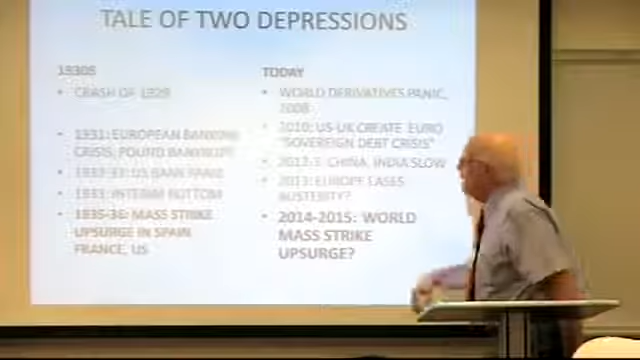 TALE OF TWO DEPRESSIONS
1930S
• CRASH OF 1929
• 1931: EUROPEAN BANKING
CRISIS, POUND BANKRUPT
• 1932-33: US BANK PANIC
• 1933: INTERIM BOTTOM
• 1935-36: MASS STRIKE
UPSURGE IN SPAIN
FRANCE, US
TODAY
• WORLD DERIVATIVES PANIC,
2008
• 2010: US-UK CREATE EURO
"SOVEREIGN DEBT CRISIS"
• 2012-3: CHINA, INDIA SLOW
• 2013: EUROPE EASES
AUSTERITY?
• 2014-2015: WORLD
MASS STRIKE
UPSURGE?